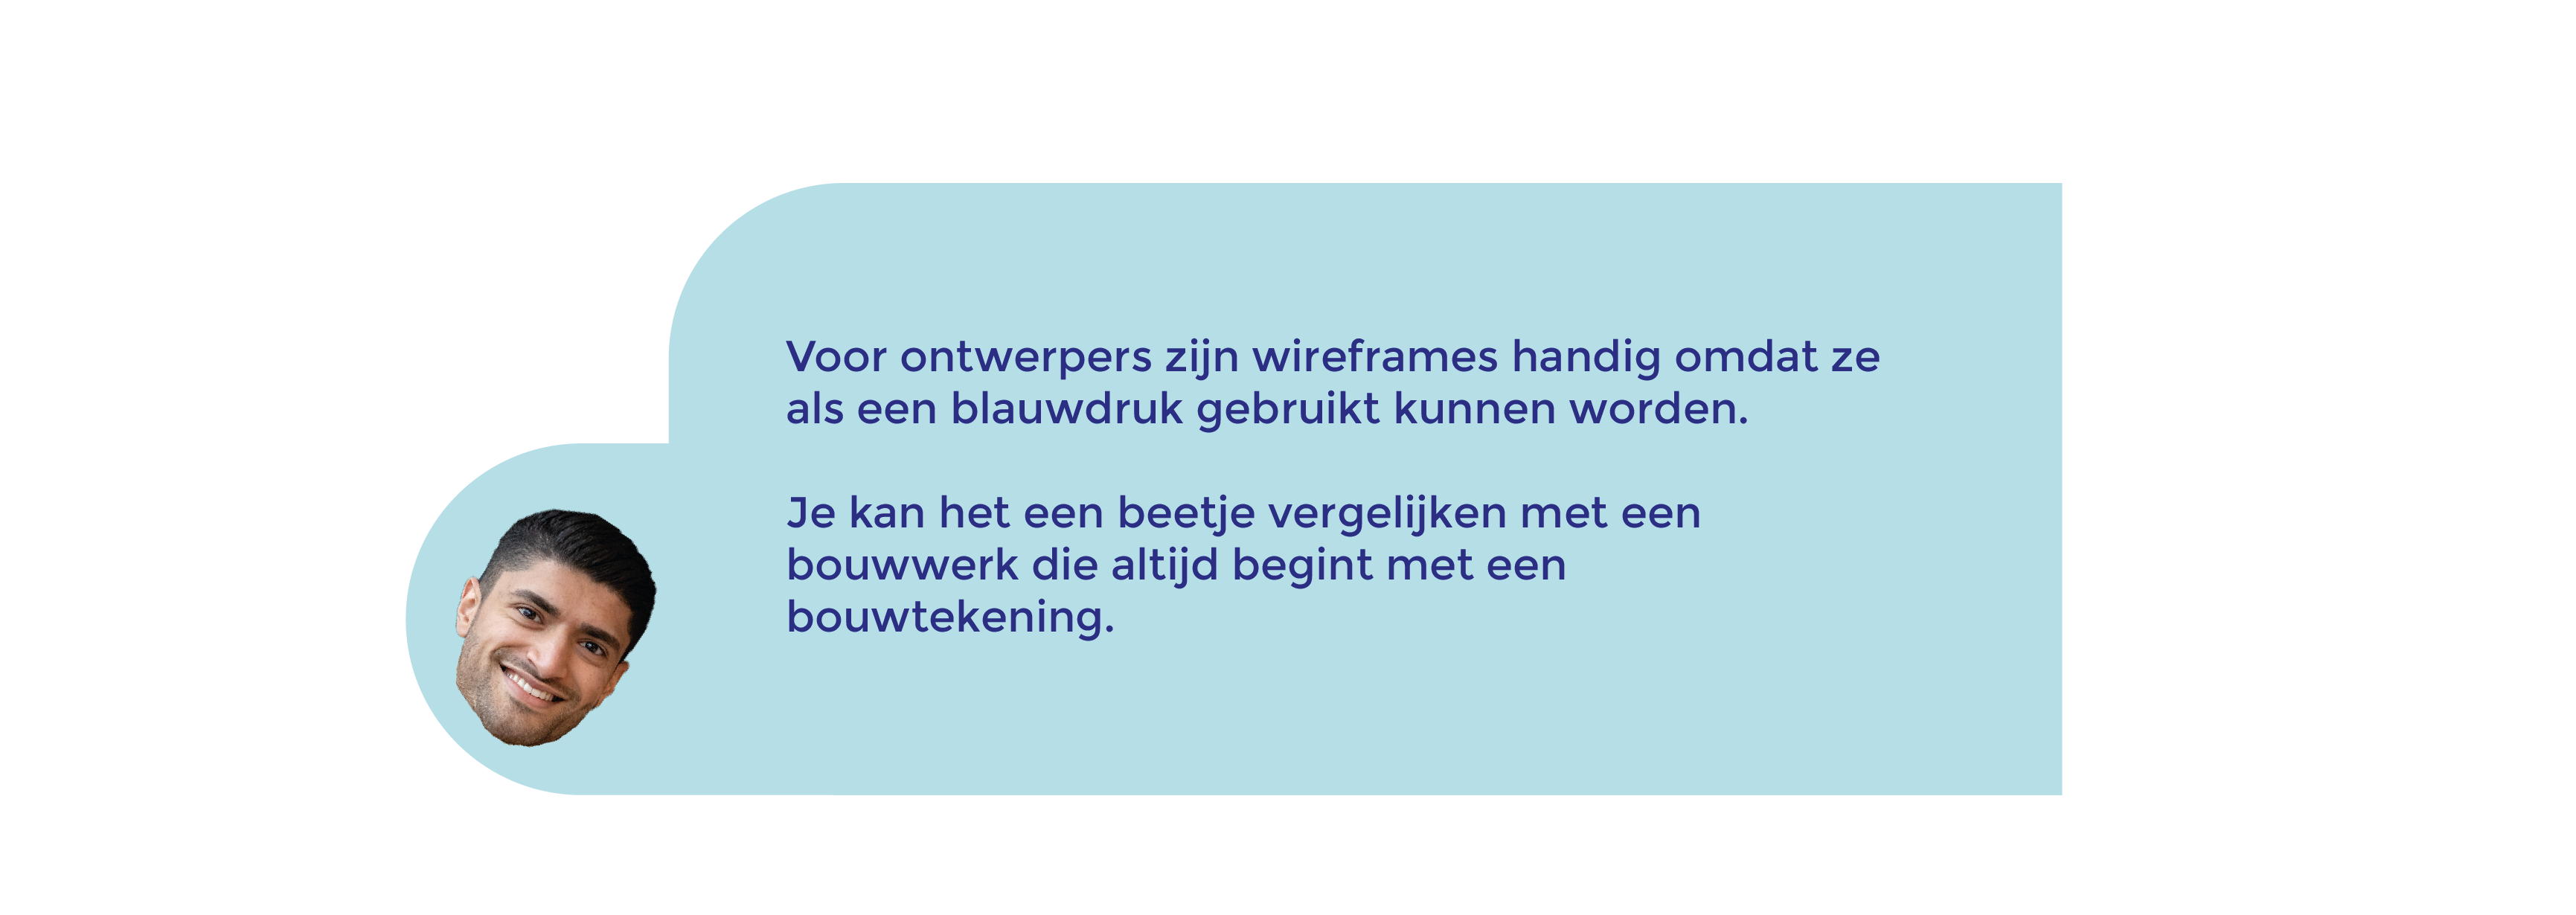 Voor ontwerpers zijn wireframes handig omdat ze
als een blauwdruk gebruikt kunnen worden.
Je kan het een beetje vergelijken met een
bouwwerk die altijd begint met een
bouwtekening.